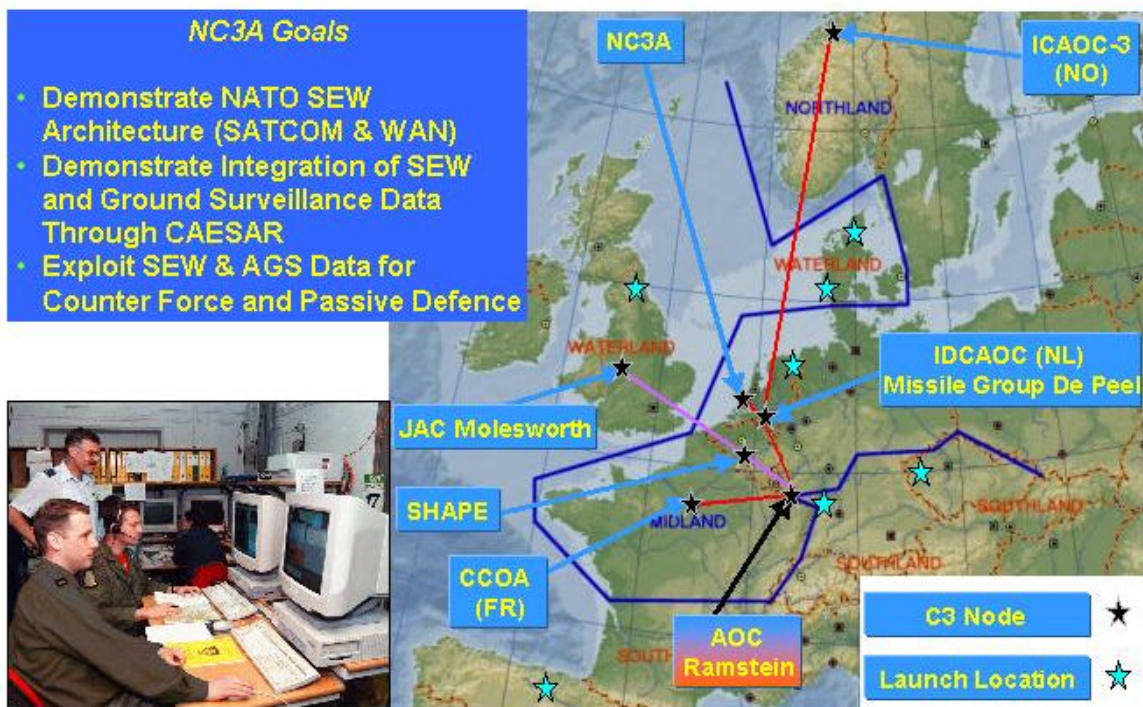 NC3A Goals
• Demonstrate NATO SEW
Architecture (SATCOM & WAN)
• Demonstrate Integration of SEW
and Ground Surveillance Data
Through CAESAR
• Exploit SEW & AGS Data for
Counter Force and Passive Defence
NC3A
ICAOC-3
(NO)
NORTHLAND
WATERLAND
WATERLAND
IDCAOC (NL)
Missile Group De Peel
JAC Molesworth
SHAPE
MIDLAND
SOUTHLAND
SOUTHLAND
CCOA
(FR)
AOC
Ramstein
C3 Node
Launch Location